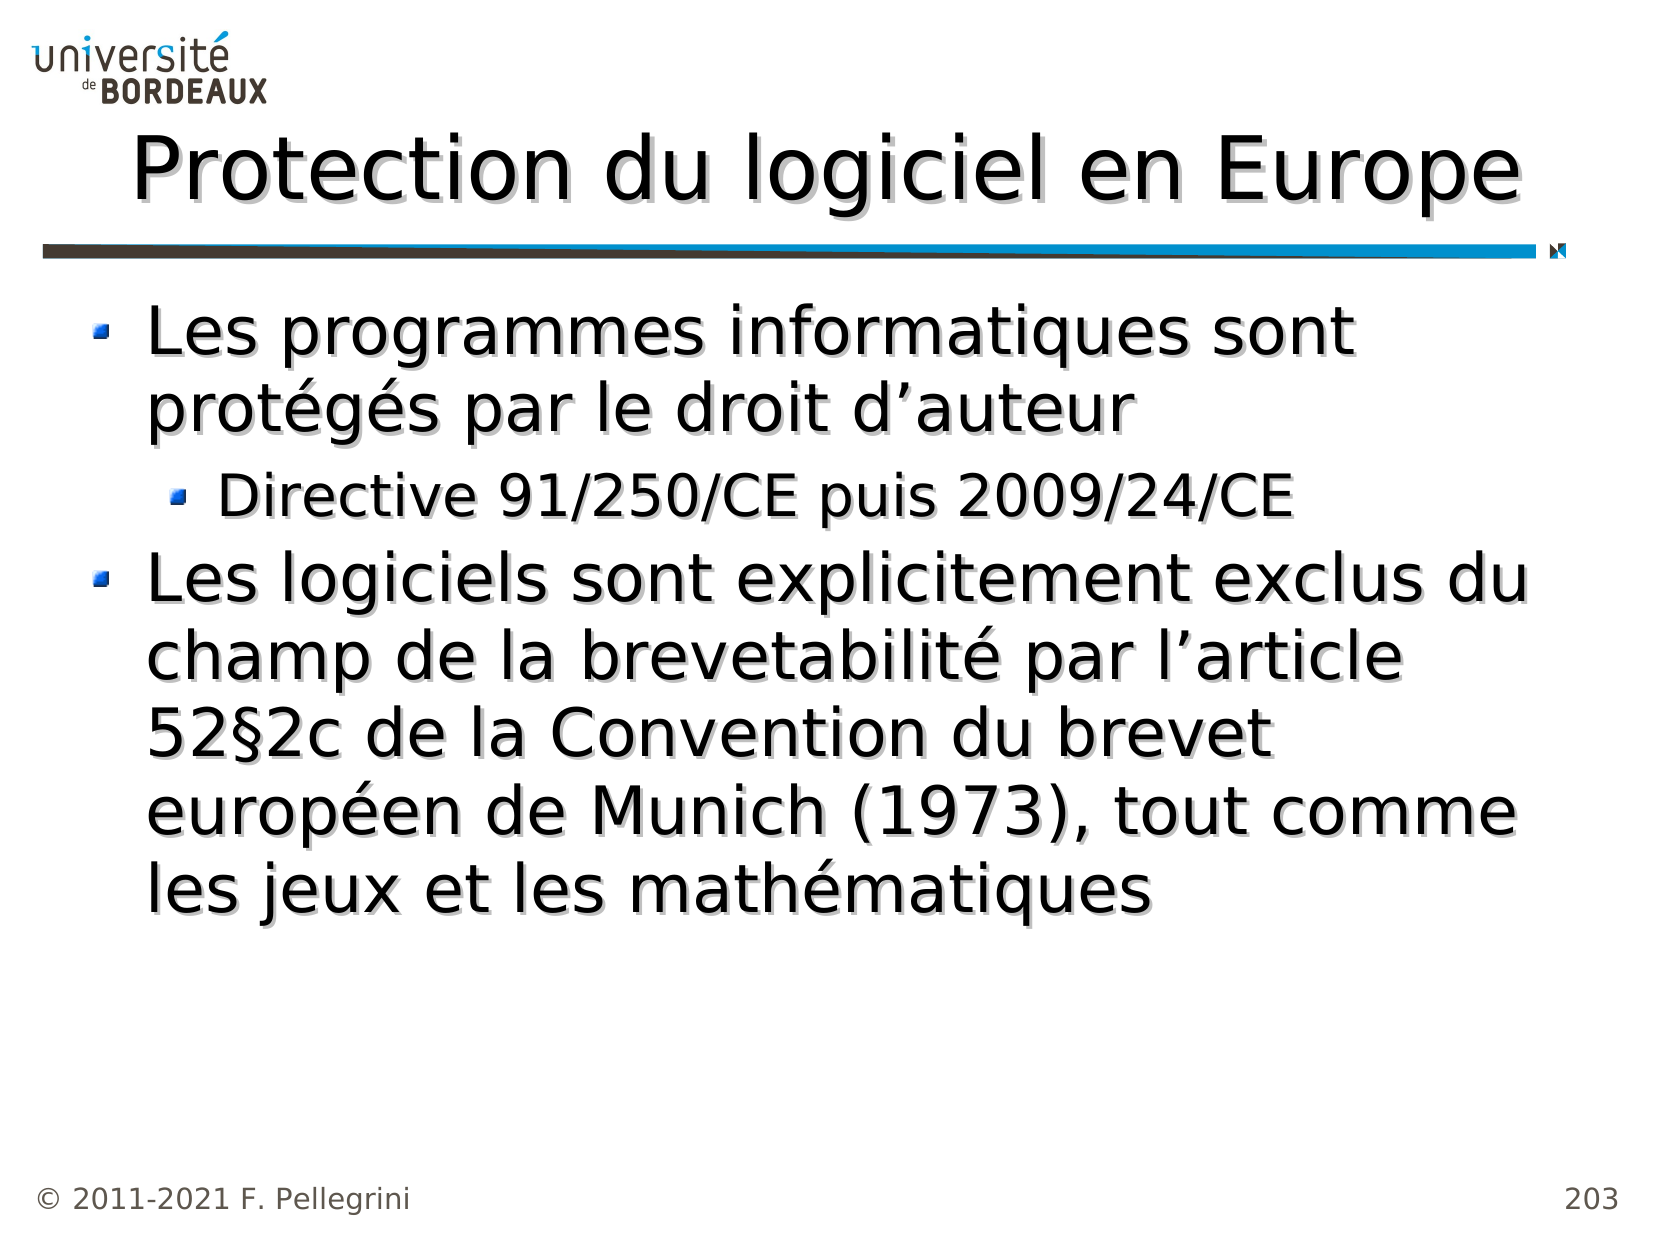 université
de BORDEAUX
Protection du logiciel en Europe
Les programmes informatiques sont
protégés par le droit d’auteur
Directive 91/250/CE puis 2009/24/CE
Les logiciels sont explicitement exclus du
champ de la brevetabilité par l’article
52§2c de la Convention du brevet
européen de Munich (1973), tout comme
les jeux et les mathématiques
© 2011-2021 F. Pellegrini
203